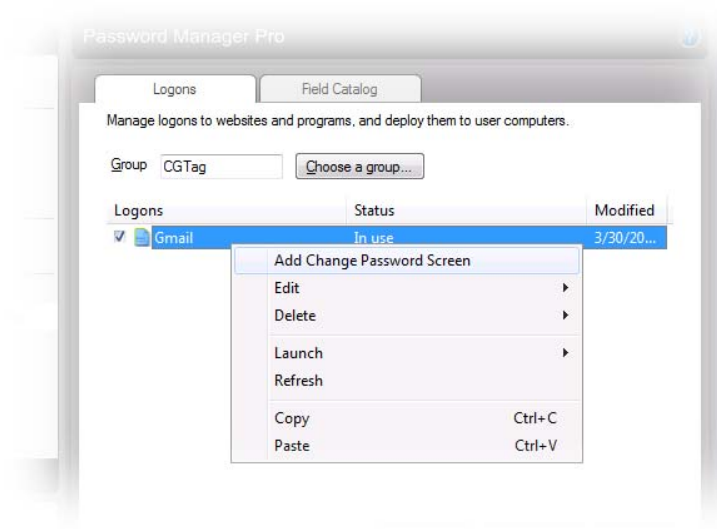 Password Manager Pro
Logons Field Catalog
Manage logons to websites and programs, and deploy them to user computers.
Group CGTag Choose a group...
Logons Status Modified
Gmail In use 3/30/20...
Add Change Password Screen
Edit
Delete
Launch
Refresh
Copy Ctrl+C
Paste Ctrl+V